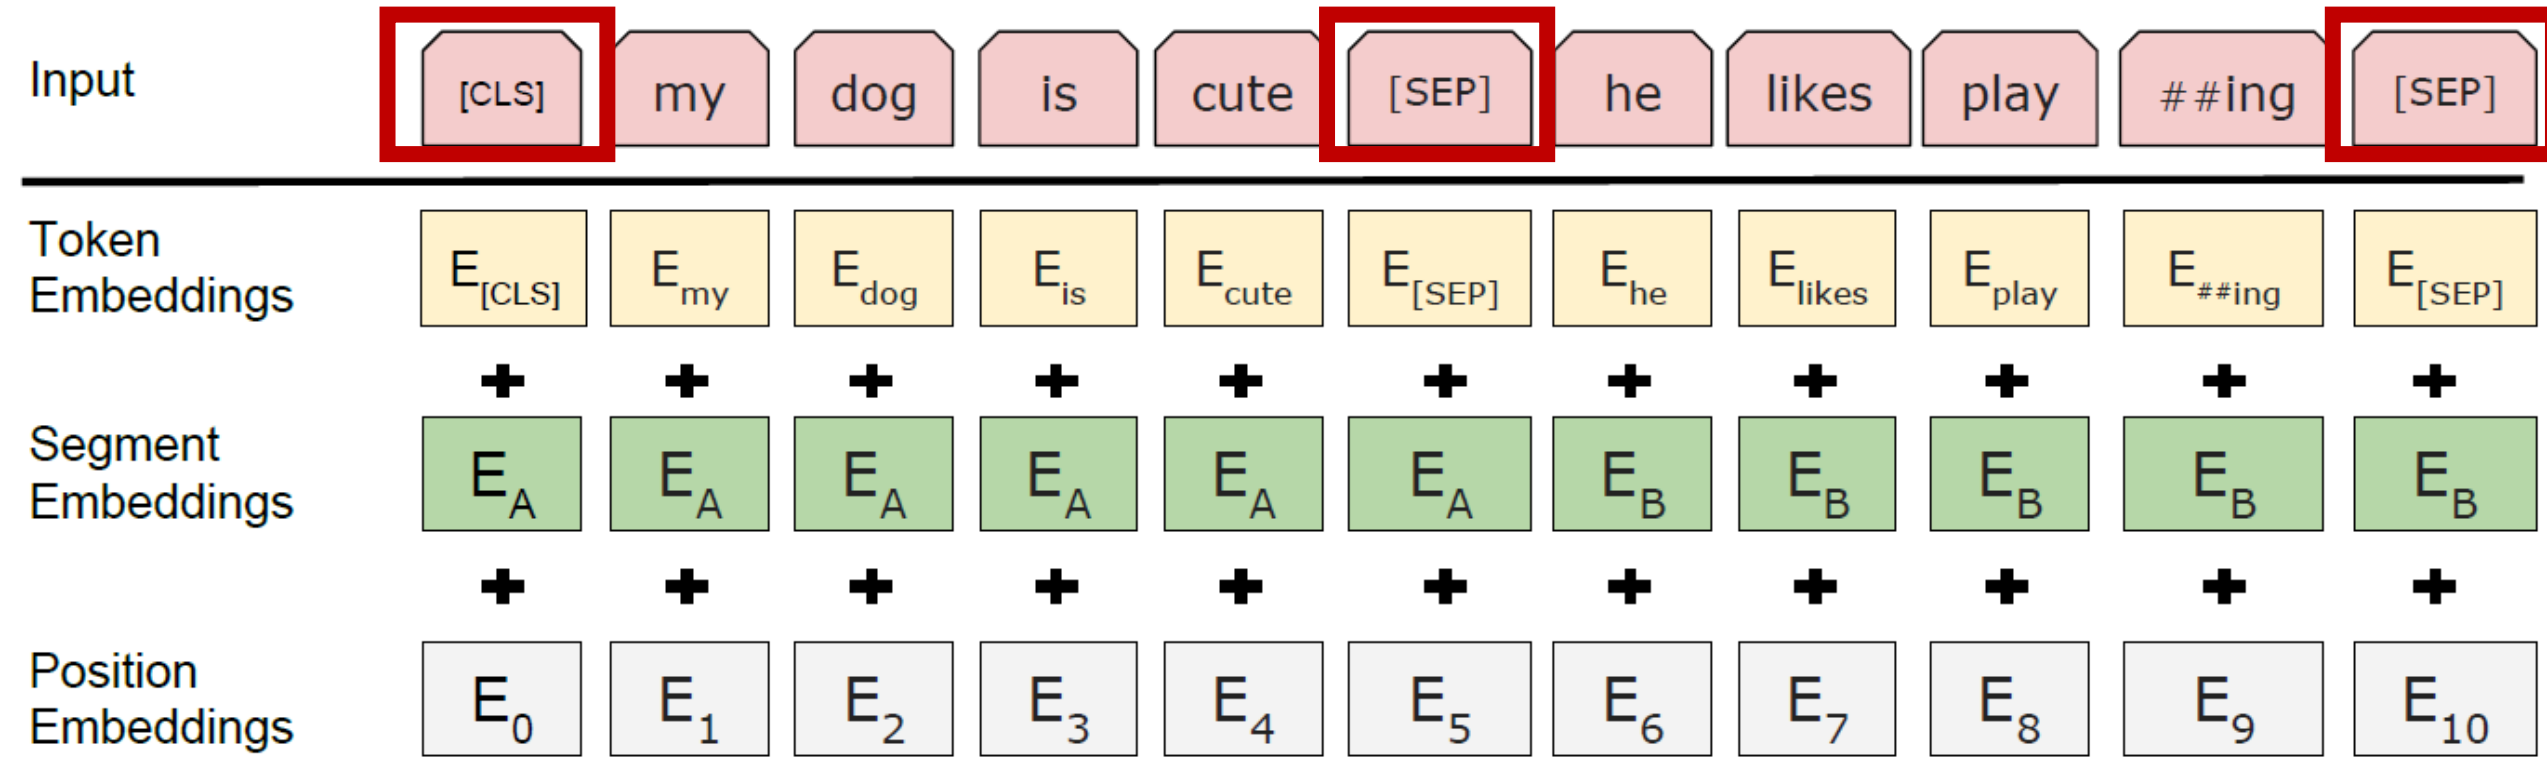 Input [CLS] my dog is cute [SEP] he likes play ##ing [SEP]
Token Embeddings E[CLS] Emy Edog Eis Ecute E[SEP] Ehe Elikes Eplay E##ing E[SEP]
+ + + + + + + + + + +
Segment Embeddings EA EA EA EA EA EA EB EB EB EB EB
+ + + + + + + + + + +
Position Embeddings E0 E1 E2 E3 E4 E5 E6 E7 E8 E9 E10